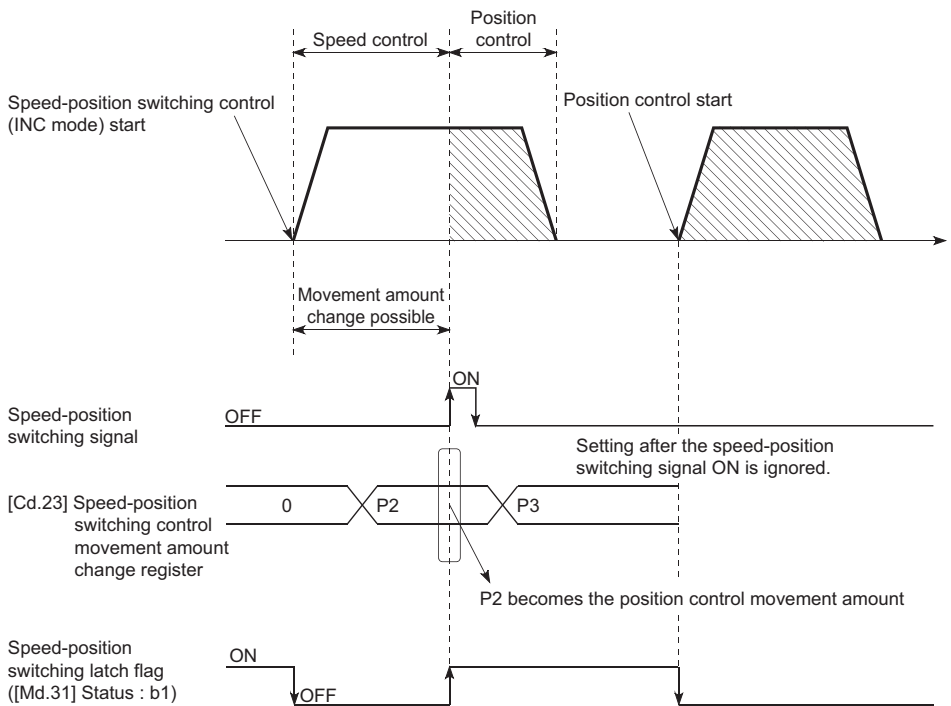 Position
control
Speed control
Speed-position switching control
(INC mode) start
Position control start
Movement amount
change possible
ON
Speed-position
switching signal
OFF
Setting after the speed-position
switching signal ON is ignored.
[Cd.23] Speed-position
switching control
movement amount
change register
0
P2
P3
P2 becomes the position control movement amount
Speed-position
switching latch flag
([Md.31] Status : b1)
ON
OFF